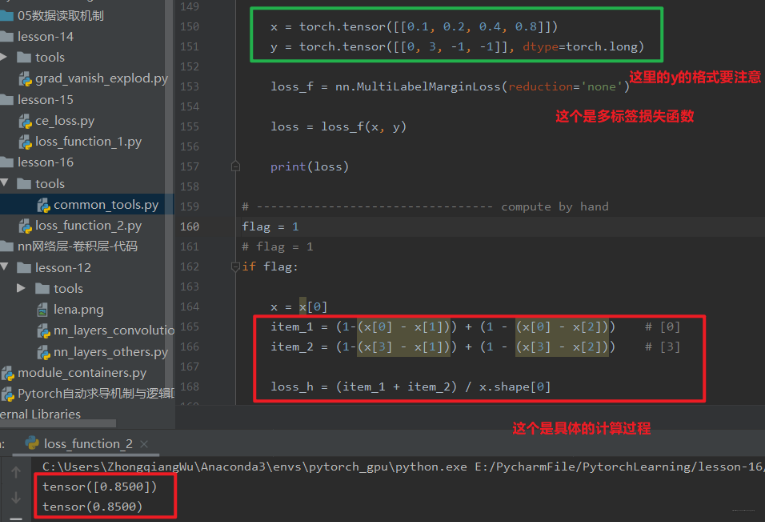 05数据读取机制
lesson-14
tools
grad_vanish_explod.py
lesson-15
ce_loss.py
loss_function_1.py
lesson-16
tools
common_tools.py
loss_function_2.py
nn网络层-卷积层-代码
lesson-12
tools
lena.png
nn_layers_convolutio
nn_layers_others.py
module_containers.py
Pytorch自动求导机制与逻辑
ernal Libraries
149
150 x = torch.tensor([[0.1, 0.2, 0.4, 0.8]])
151 y = torch.tensor([[0, 3, -1, -1]], dtype=torch.long)
152
这里的y的格式要注意
153 loss_f = nn.MultiLabelMarginLoss(reduction='none')
154
这个是多标签损失函数
155 loss = loss_f(x, y)
156
157 print(loss)
158
159 # -------------------------------- compute by hand
160 flag = 1
161 # flag = 1
162 if flag:
163
164 x = x[0]
165 item_1 = (1-(x[0] - x[1])) + (1 - (x[0] - x[2])) # [0]
166 item_2 = (1-(x[3] - x[1])) + (1 - (x[3] - x[2])) # [3]
167
168 loss_h = (item_1 + item_2) / x.shape[0]
169
这个是具体的计算过程
n: loss_function_2 ×
C:\Users\ZhongqiangWu\Anaconda3\envs\pytorch_gpu\python.exe E:/PycharmFile/PytorchLearning/lesson-16/
tensor([0.8500])
tensor(0.8500)